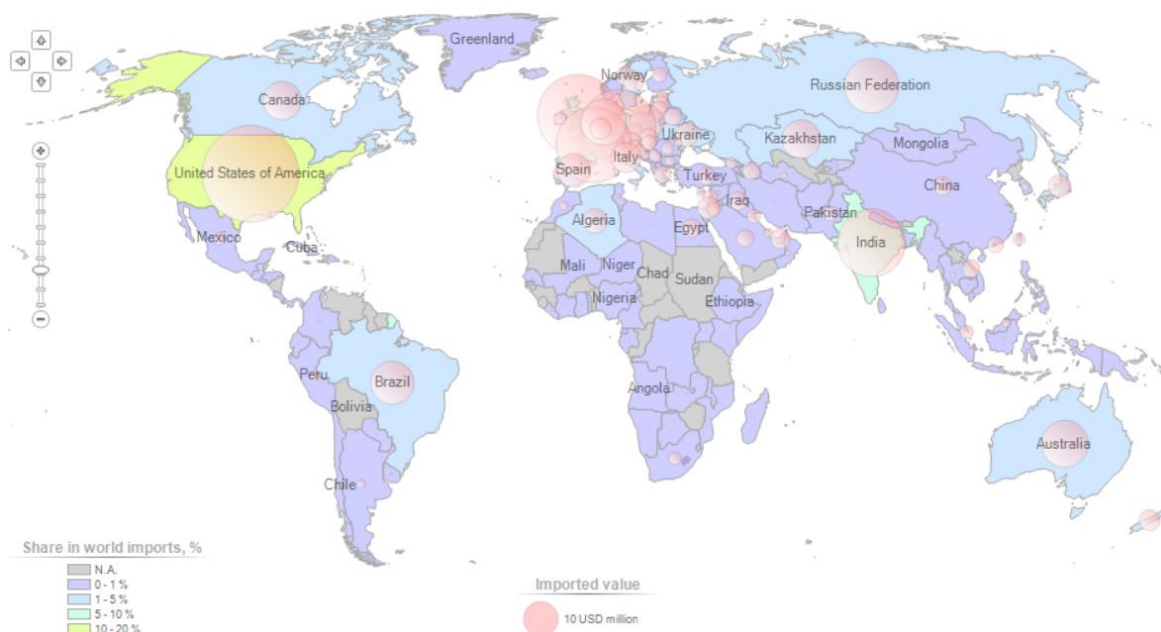 Greenland
Norway
Russian Federation
Canada
Ukraine
Kazakhstan
Mongolia
Italy
United States of America
Spain
Turkey
China
Iraq
Pakistan
Algeria
Egypt
Mexico
India
Cuba
Mali
Niger
Chad
Sudan
Nigeria
Ethiopia
Peru
Brazil
Angola
Bolivia
Australia
Chile
Share in world imports, %
N.A.
0 - 1 %
1 - 5 %
5 - 10 %
10 - 20 %
Imported value
10 USD million